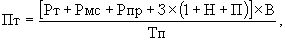 Пт = [Рт + Рмс + Рпр + З × (1 + Н + П)] × В / Тп ,